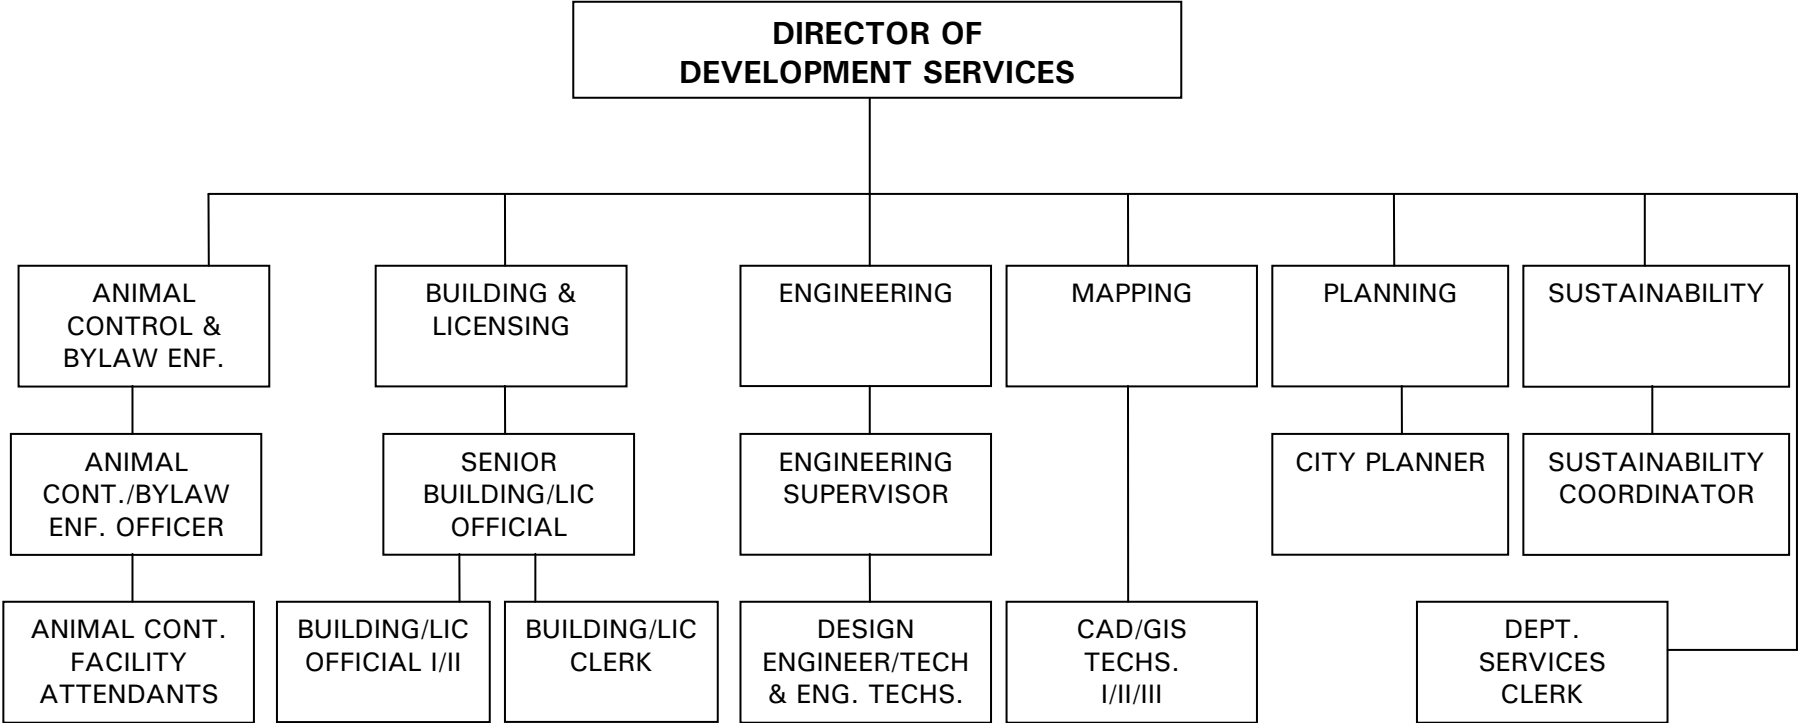 DIRECTOR OF
DEVELOPMENT SERVICES
ANIMAL
CONTROL &
BYLAW ENF.
BUILDING &
LICENSING
ENGINEERING
MAPPING
PLANNING
SUSTAINABILITY
ANIMAL
CONT./BYLAW
ENF. OFFICER
SENIOR
BUILDING/LIC
OFFICIAL
ENGINEERING
SUPERVISOR
CITY PLANNER
SUSTAINABILITY
COORDINATOR
ANIMAL CONT.
FACILITY
ATTENDANTS
BUILDING/LIC
OFFICIAL I/II
BUILDING/LIC
CLERK
DESIGN
ENGINEER/TECH
& ENG. TECHS.
CAD/GIS
TECHS.
I/II/III
DEPT.
SERVICES
CLERK